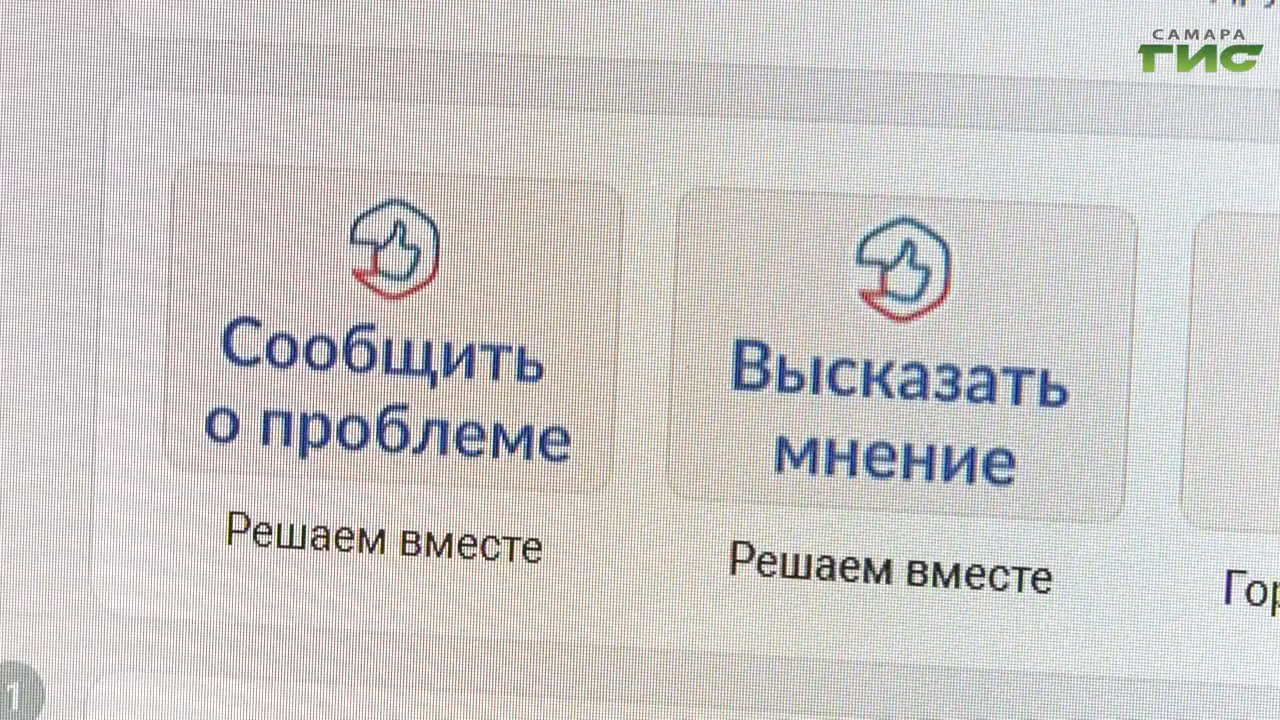 САМАРА
ГИС
Сообщить
о проблеме
Решаем вместе
Высказать
мнение
Решаем вместе